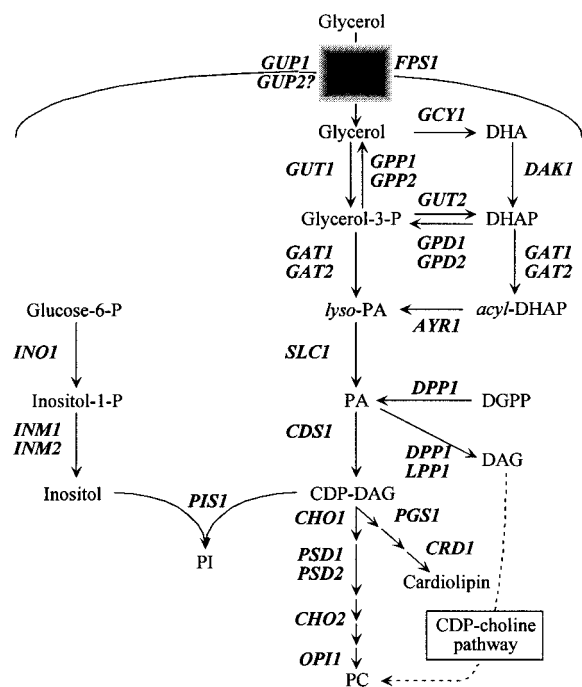 Glycerol
GUP1
GUP2?
FPS1
Glycerol
GCY1
DHA
GUT1
GPP1
GPP2
DAK1
GUT2
Glycerol-3-P
DHAP
GPD1
GPD2
GAT1
GAT2
GAT1
GAT2
Glucose-6-P
lyso-PA
acyl-DHAP
AYR1
INO1
SLC1
Inositol-1-P
PA
DPP1
DGPP
INM1
INM2
CDS1
DPP1
LPP1
DAG
Inositol
PIS1
CDP-DAG
CHO1
PGS1
PI
PSD1
PSD2
CRD1
Cardiolipin
CHO2
CDP-choline
pathway
OPI1
PC